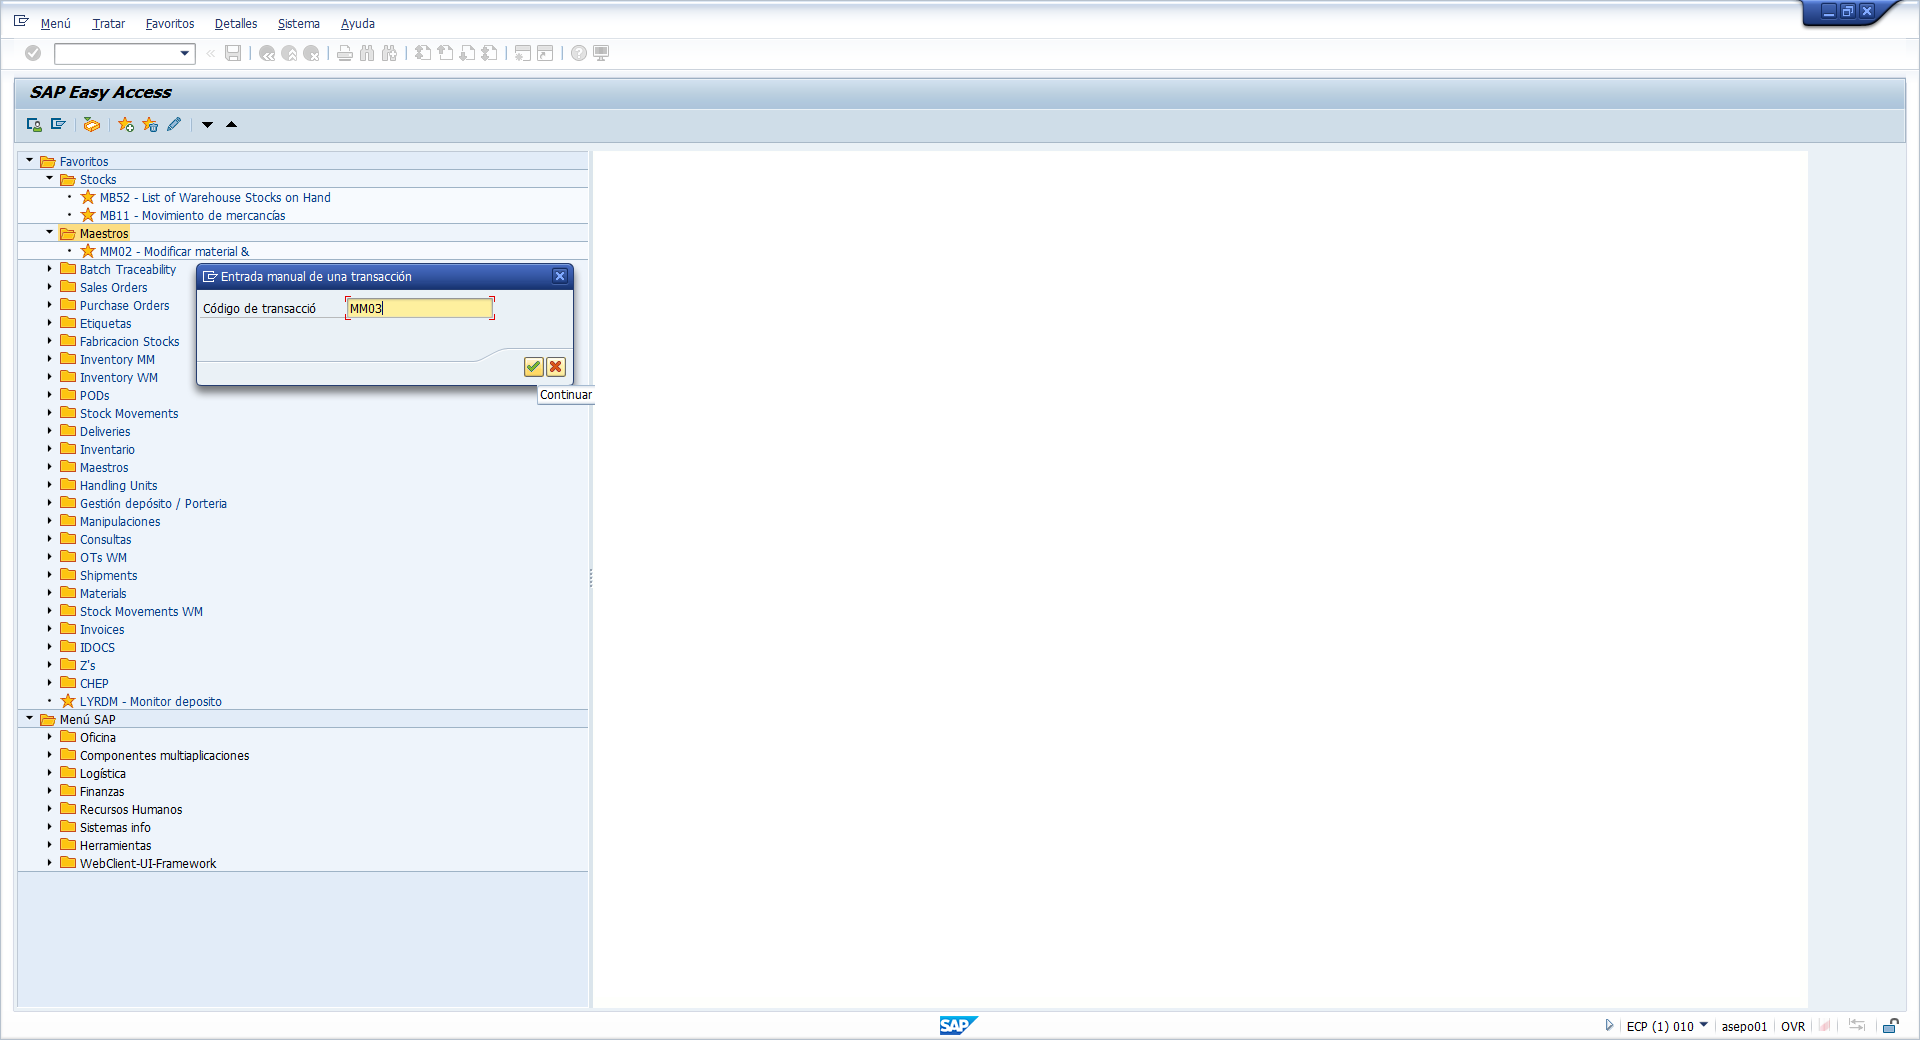 Menú Tratar Favoritos Detalles Sistema Ayuda
SAP Easy Access
Favoritos
Stocks
MB52 - List of Warehouse Stocks on Hand
MB11 - Movimiento de mercancías
Maestros
MM02 - Modificar material &
Batch Traceability
Sales Orders
Purchase Orders
Etiquetas
Fabricacion Stocks
Inventory MM
Inventory WM
PODs
Stock Movements
Deliveries
Inventario
Maestros
Handling Units
Gestión depósito / Porteria
Manipulaciones
Consultas
OTs WM
Shipments
Materials
Stock Movements WM
Invoices
IDOCS
Z's
CHEP
LYRDM - Monitor deposito
Menú SAP
Oficina
Componentes multiaplicaciones
Logística
Finanzas
Recursos Humanos
Sistemas info
Herramientas
WebClient-UI-Framework
Entrada manual de una transacción
Código de transacció MM03
Continuar
SAP
ECP (1) 010 asepo01 OVR